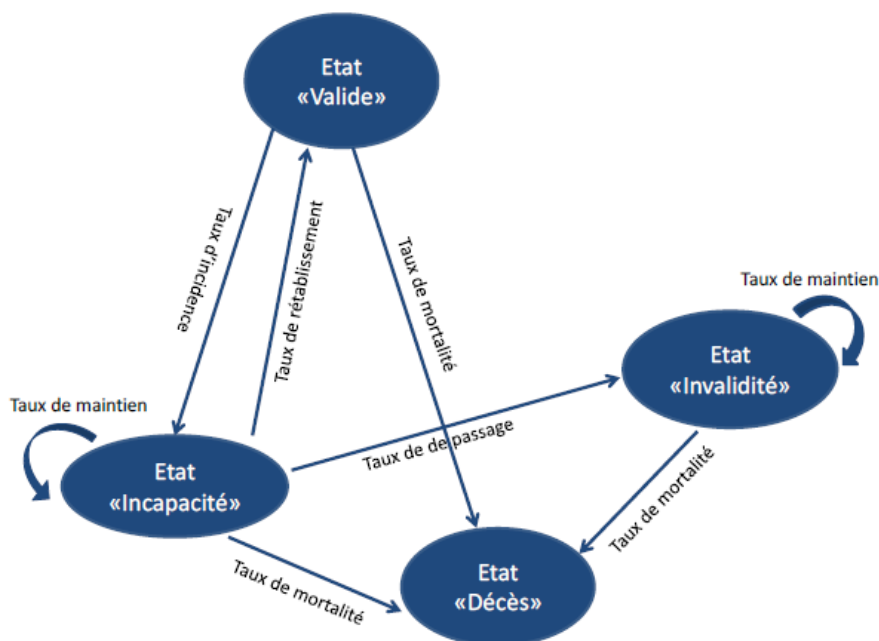 Etat
«Valide»
Taux d'incidence
Taux de rétablissement
Taux de mortalité
Taux de maintien
Etat
«Invalidité»
Taux de maintien
Taux de de passage
Etat
«Incapacité»
Taux de mortalité
Taux de mortalité
Etat
«Décès»